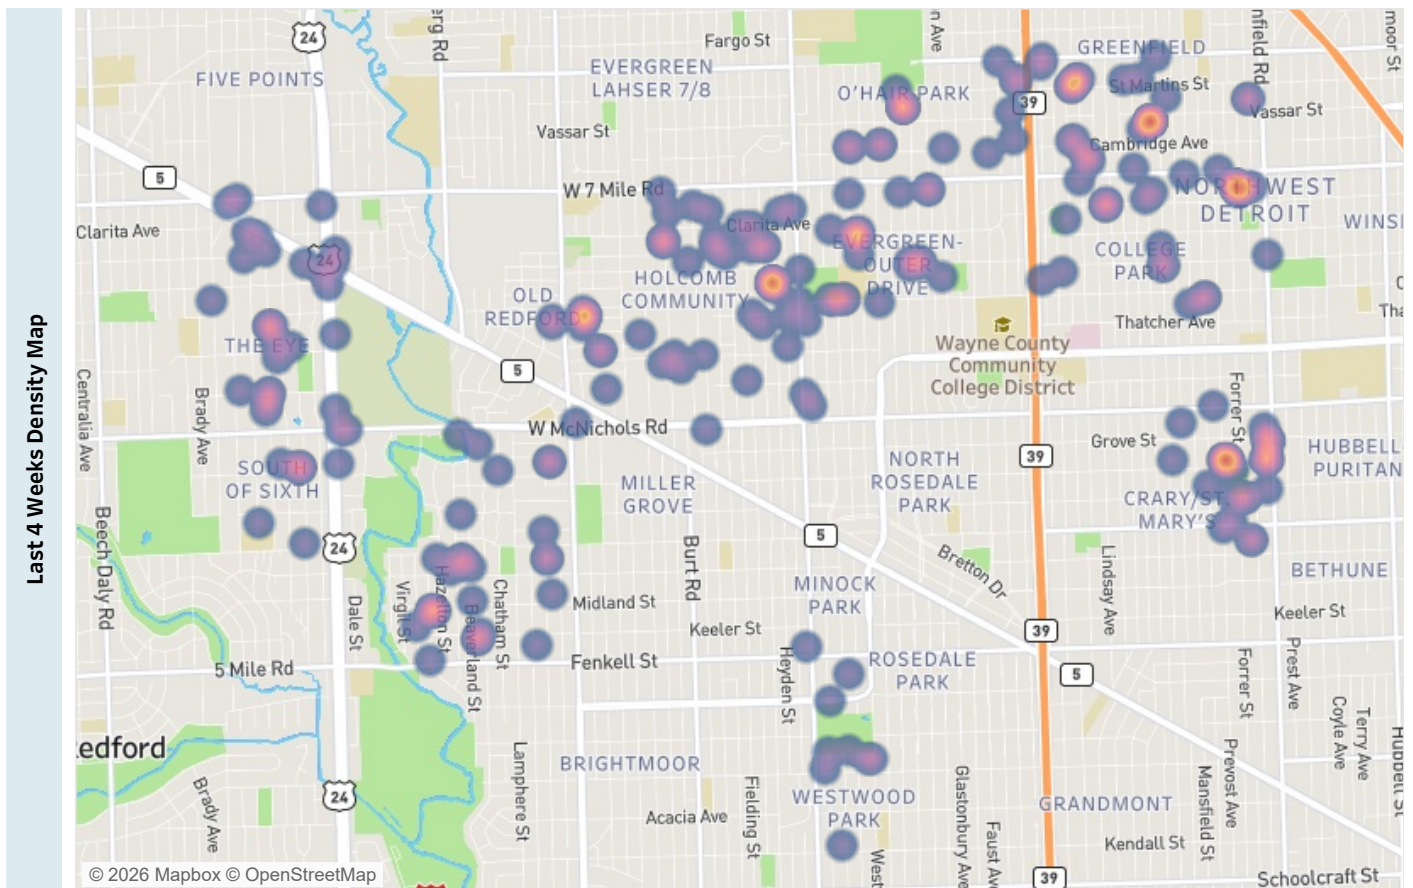 Last 4 Weeks Density Map
24
Fargo St
n Ave
GREENFIELD
FIVE POINTS
EVERGREEN
LAHSER 7/8
O'HAIR PARK
39
St Martins St
Vassar St
Vassar St
Cambridge Ave
5
W 7 Mile Rd
NORTHWEST
DETROIT
Clarita Ave
Clarita Ave
24
EVERGREEN-
OUTER
DRIVE
COLLEGE
PARK
HOLCOMB
COMMUNITY
OLD
REDFORD
Thatcher Ave
THE EYE
Wayne County
Community
College District
5
Centralia Ave
Brady Ave
Forrer St
W McNichols Rd
Grove St
39
SOUTH
OF SIXTH
MILLER
GROVE
NORTH
ROSEDALE
PARK
CRARY/ST.
MARY'S
PURITAN
Beech Daly Rd
24
5
Burt Rd
Bretton Dr
Lindsay Ave
BETHUNE
MINOCK
PARK
Virgil St
Hazelton St
Beaverland St
Chatham St
Dale St
Midland St
Keeler St
39
Keeler St
5 Mile Rd
Fenkell St
Heyden St
ROSEDALE
PARK
5
Forrer St
Prest Ave
Terry Ave
Coyle Ave
edford
BRIGHTMOOR
Lamphere St
24
WESTWOOD
PARK
GRANDMONT
Brady Ave
Acacia Ave
Fielding St
Glastonbury Ave
Faust Av
Kendall St
Mansfield St
Prevost Ave
Hubbell St
West
39
Schoolcraft St
© 2026 Mapbox © OpenStreetMap